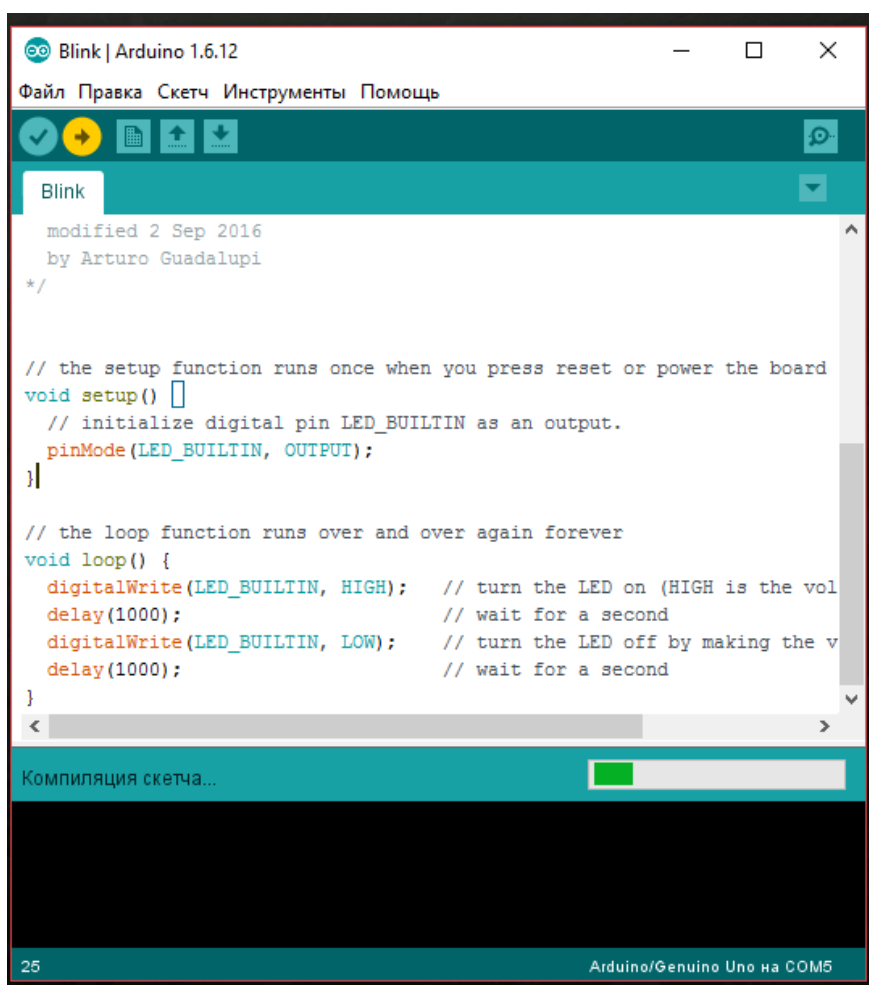 Blink | Arduino 1.6.12
Файл Правка Скетч Инструменты Помощь
Blink
modified 2 Sep 2016
by Arturo Guadalupi
*/
// the setup function runs once when you press reset or power the board
void setup() 
// initialize digital pin LED_BUILTIN as an output.
pinMode(LED_BUILTIN, OUTPUT);
}
// the loop function runs over and over again forever
void loop() {
digitalWrite(LED_BUILTIN, HIGH); // turn the LED on (HIGH is the vol
delay(1000); // wait for a second
digitalWrite(LED_BUILTIN, LOW); // turn the LED off by making the v
delay(1000); // wait for a second
}
Компиляция скетча...
25 Arduino/Genuino Uno на COM5